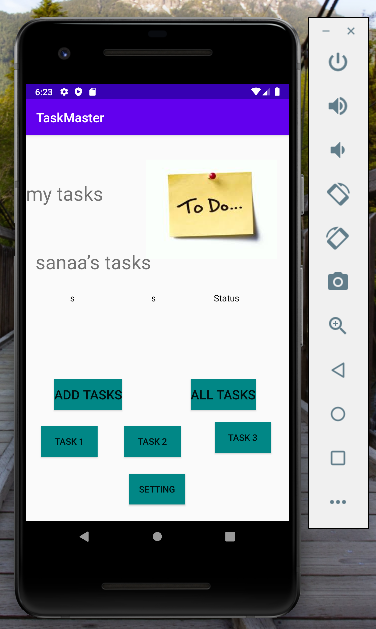 6:23
TaskMaster
my tasks
To Do...
sanaa's tasks
s s Status
ADD TASKS ALL TASKS
TASK 1 TASK 2 TASK 3
SETTING